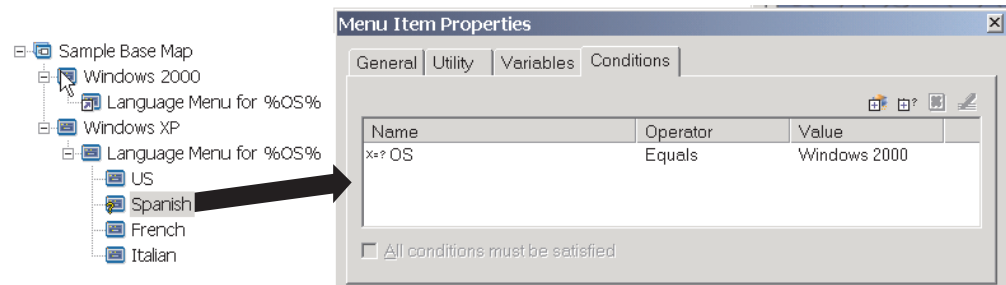 Sample Base Map
Windows 2000
Language Menu for %OS%
Windows XP
Language Menu for %OS%
US
Spanish
French
Italian
Menu Item Properties
General Utility Variables Conditions
Name Operator Value
X=? OS Equals Windows 2000
All conditions must be satisfied